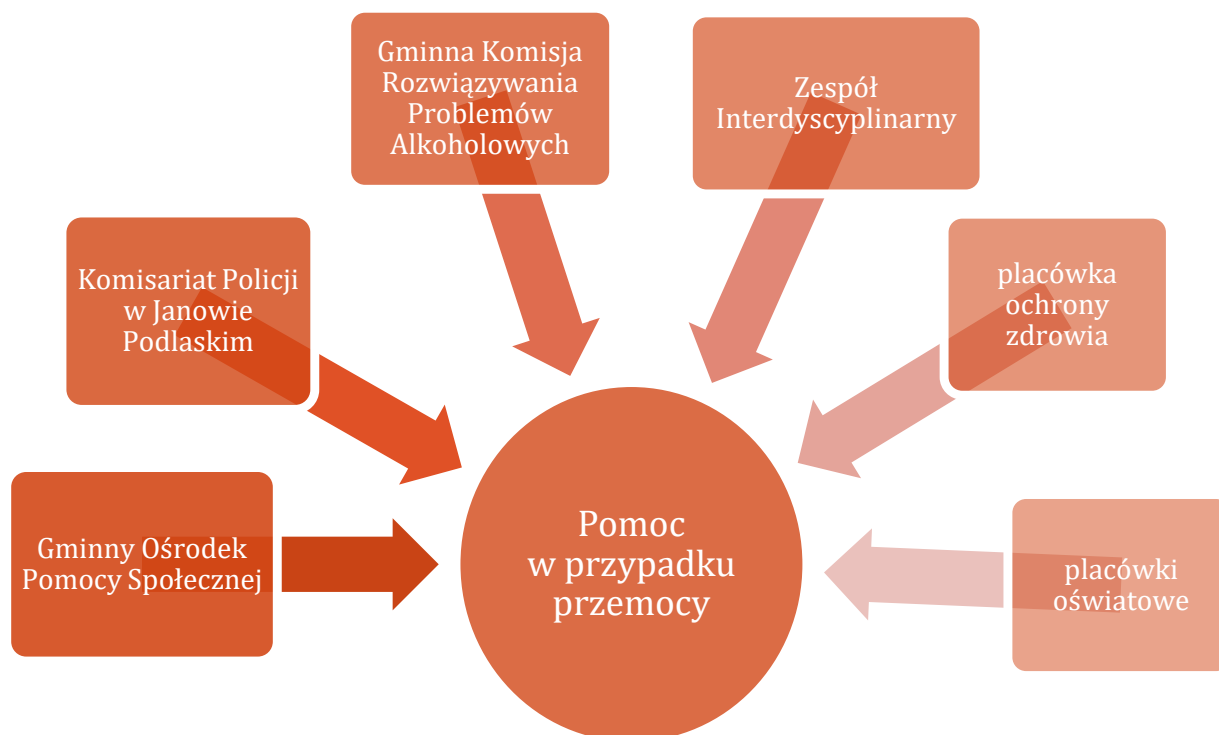 Gminna Komisja
Rozwiązywania
Problemów
Alkoholowych
Zespół
Interdyscyplinarny
Komisariat Policji
w Janowie
Podlaskim
placówka
ochrony
zdrowia
Gminny Ośrodek
Pomocy Społecznej
Pomoc
w przypadku
przemocy
placówki
oświatowe